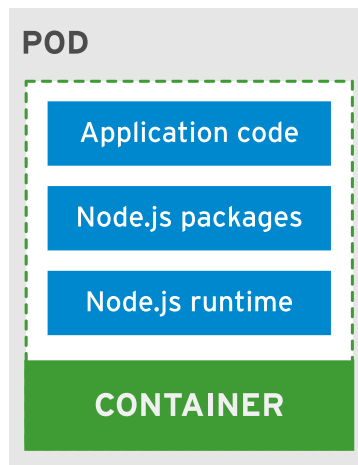 POD
Application code
Node.js packages
Node.js runtime
CONTAINER